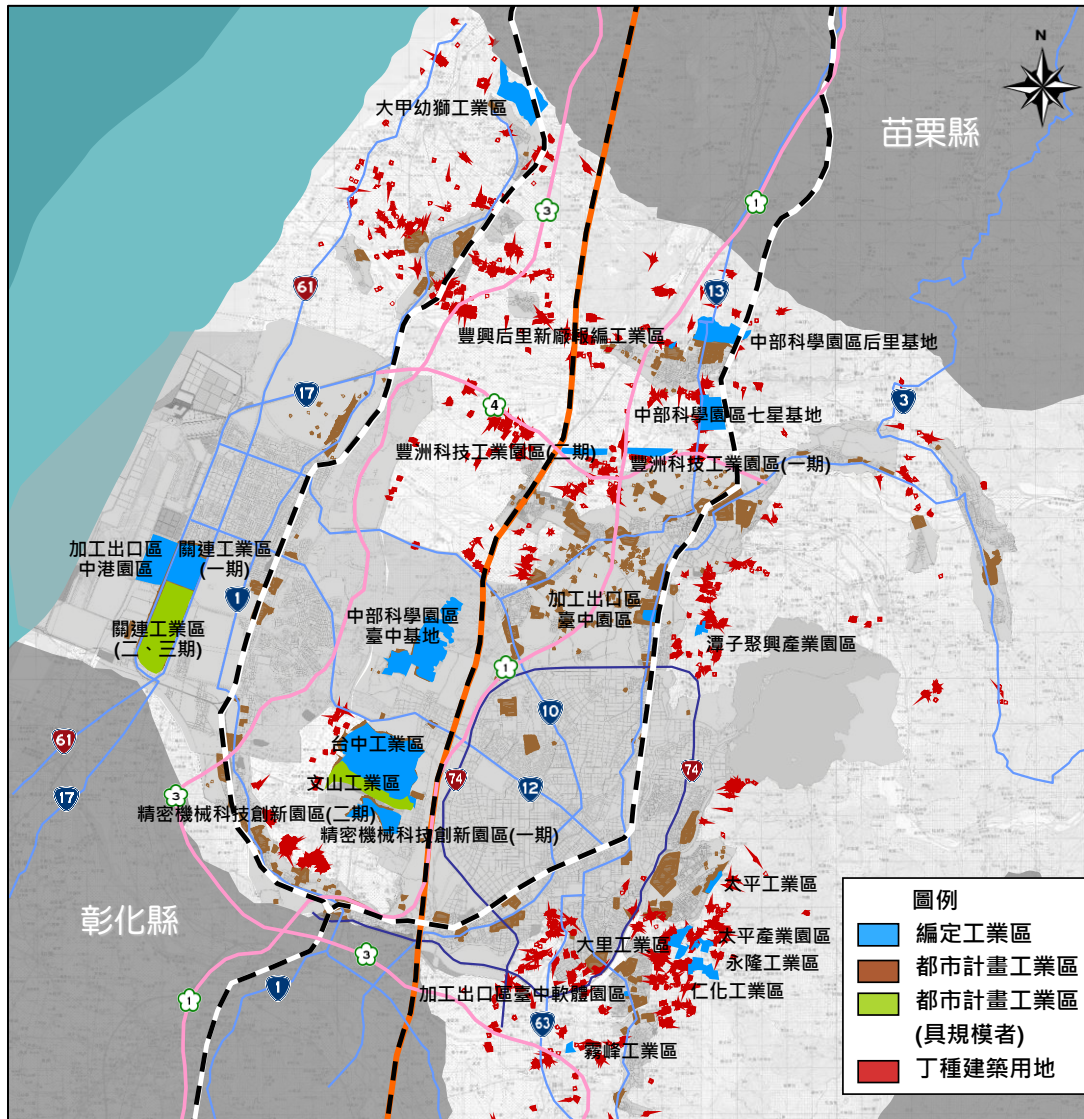 N
大甲幼獅工業區
苗栗縣
1
3
61
13
豐興后里新廠報編工業區
中部科學園區后里基地
17
4
3
中部科學園區七星基地
豐洲科技工業園區(二期)
豐洲科技工業園區(一期)
加工出口區
中港園區
關連工業區
(一期)
1
中部科學園區
臺中基地
加工出口區
臺中園區
關連工業區
(二、三期)
潭子聚興產業園區
1
10
61
台中工業區
74
74
文山工業區
12
17
3
精密機械科技創新園區(二期)
精密機械科技創新園區(一期)
太平工業區
彰化縣
大里工業區
太平產業園區
永隆工業區
3
1
1
加工出口區臺中軟體園區
仁化工業區
63
霧峰工業區
圖例
編定工業區
都市計畫工業區
都市計畫工業區
(具規模者)
丁種建築用地